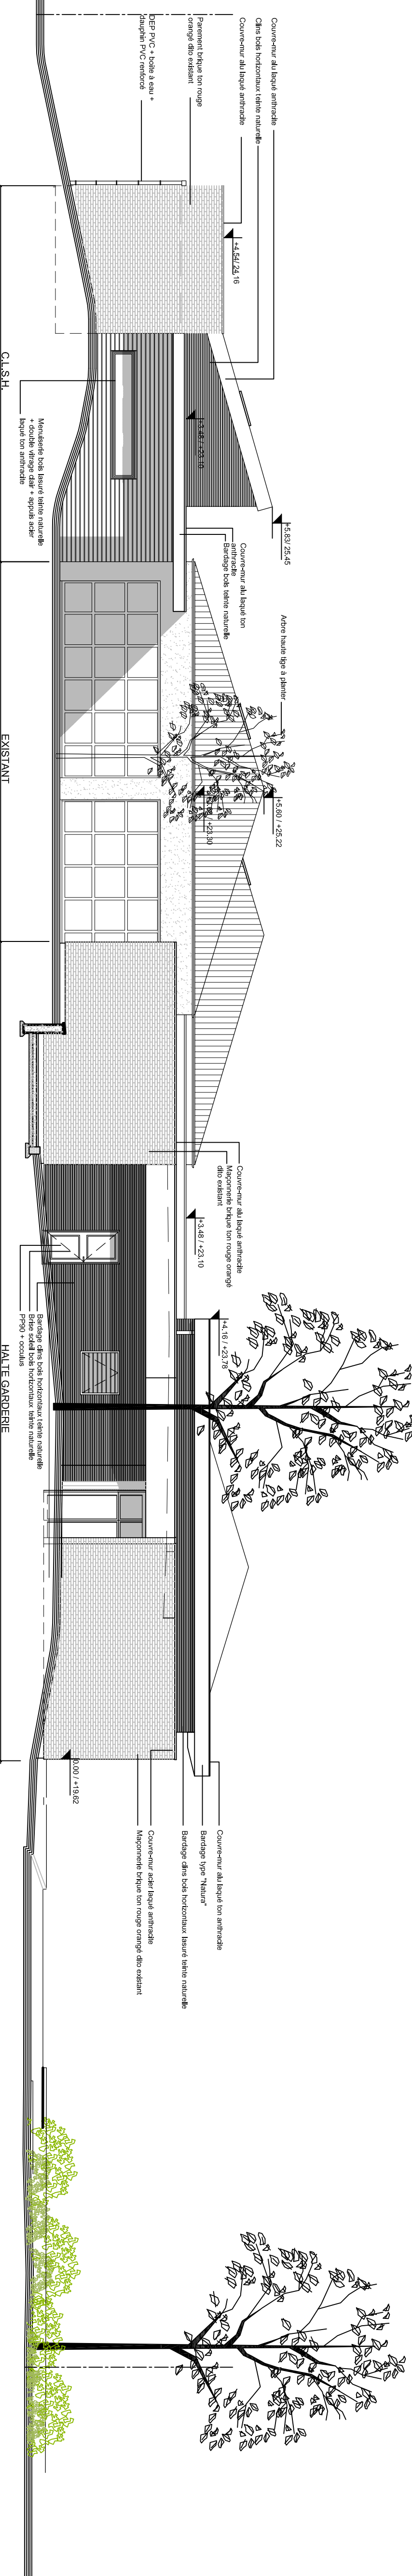 Couvre-mur alu laqué anthracite
Clins bois horizontaux teinte naturelle
Couvre-mur alu laqué anthracite
Parement brique ton rouge
orangé dito existant
DEP PVC + boite à eau +
dauphin PVC renforcé
+4.54/ 24.16
+5.83/ 25.45
+3.48 / +23.10
Couvre-mur alu laqué ton
anthracite
Bardage bois teinte naturelle
Menuiserie bois lasuré teinte naturelle
+ double vitrage clair + appuis acier
laqué ton anthracite
C.L.S.H.
Arbre haute tige à planter
+5.60 / +25.22
/ +23.30
EXISTANT
Couvre-mur alu laqué anthracite
Maçonnerie brique ton rouge orangé
dito existant
+3.48 / +23.10
+4.16 / +23.78
Bardage clins bois horizontaux teinte naturelle
Brise soleil bois horizontaux teinte naturelle
PP90 + occulus
HALTE GARDERIE
0.00 / +19.62
Couvre-mur alu laqué ton anthracite
Bardage type "Natura"
Bardage clins bois horizontaux lasuré teinte naturelle
Couvre-mur acier laqué anthracite
Maçonnerie brique ton rouge orangé dito existant